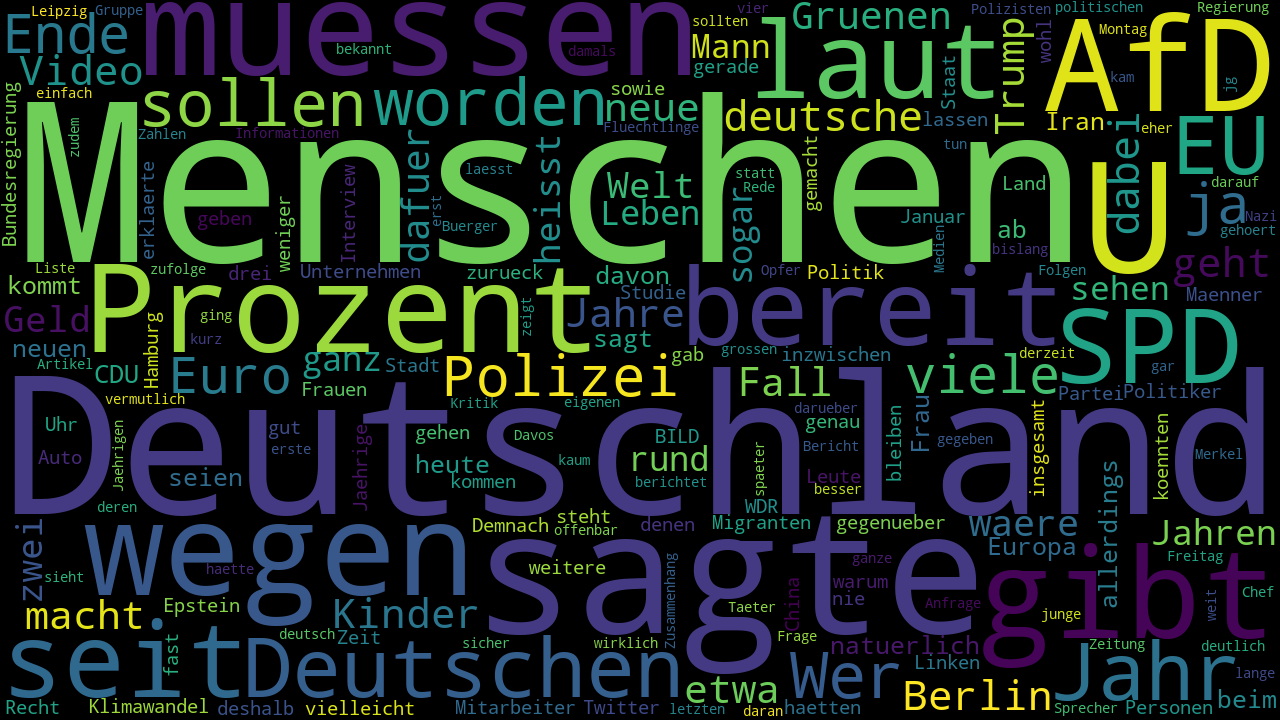 Leipzig Gruppe muessen vier politischen Regierung
Ende sollten Gruenen Polizisten Montag
Video bekannt damals Mann laut Trump wohl AfD
einfach gerade Staat kam jg
Bundesregierung zudem sollen worden sowie neue deutsche lassen Iran EU
Zahlen Informationen Fluechtlinge eher
Menschen dafuer heisst gemacht tun dabei
erklaerte Interview laesst Welt statt Rede Land U darauf
geben weniger erst Buerger Leben sogar Januar ab ja Nazi
Medien bislang gehoert
Liste zufolge drei Unternehmen zurueck davon Opfer Politik Folgen geht
kommt Prozent Studie bereit sehen Maenner
Geld ging zeigt Jahre SPD
neuen Hamburg kurz sagt
Artikel CDU Euro ganz Stadt gab grossen inzwischen derzeit
Frauen Polizei Fall viele gar
vermutlich Kritik eigenen darueber Partei Politiker
Uhr Jaehrigen gut gehen Davos BILD genau Frau
Auto erste Jaehrige Deutschland kaum rund Bericht bleiben gegeben insgesamt koennten Merkel
seien heute kommen berichtet spaeter Leute besser
deren WDR
zwei wegen Demnach steht denen Migranten gegenueber waere allerdings Jahren
offenbar Europa
sieht haette sagte weitere Zusammenhang ganze warum gibt Freitag
macht Epstein Kinder Taeter China nie Anfrage junge weit Chef
seit fast deutsch Zeit sicher wirklich Frage natuerlich Zeitung deutlich
Deutschen etwa Wer Linken Jahr lange
Recht Klimawandel deshalb vielleicht Mitarbeiter Twitter letzten daran haetten Berlin Sprecher Personen beim